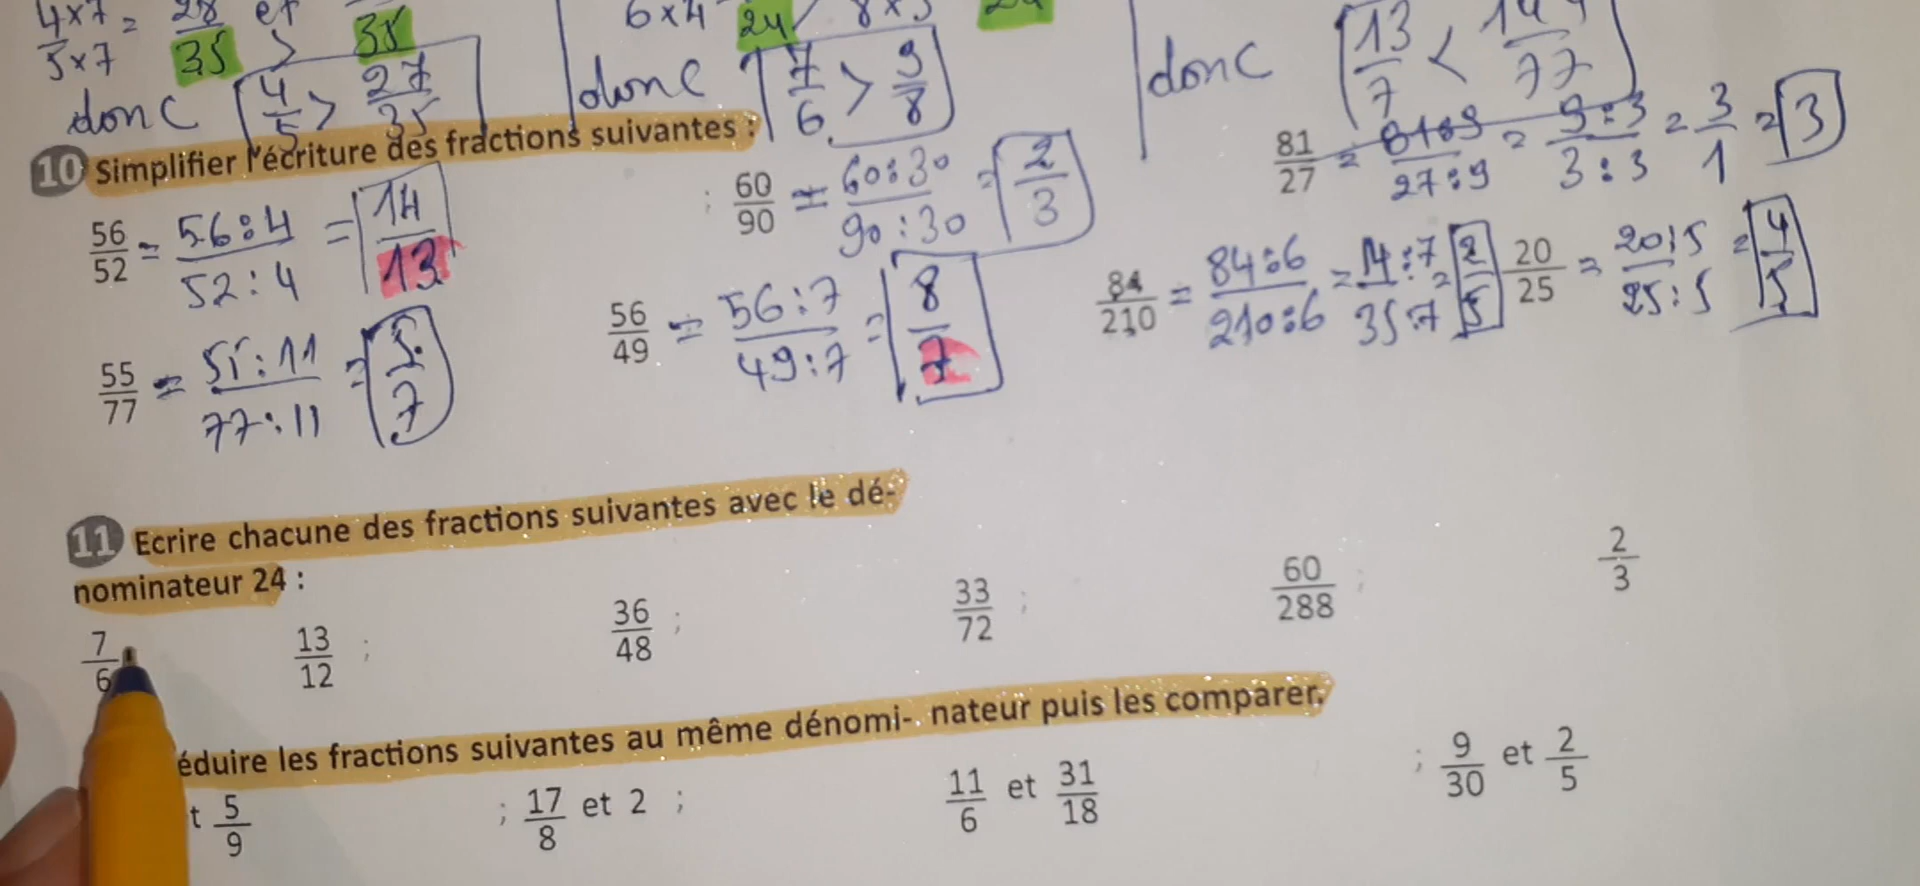 4×7/5×7 = 28/35 et /35
6×4 24 8×3 24
donc 4/5 > 27/35
donc 7/6 > 9/8
donc 13/7 < 14/77
10 Simplifier l'écriture des fractions suivantes :
56/52 = 56:4/52:4 = 14/13
; 60/90 = 60:30/90:30 = 2/3
81/27 = 81:9/27:9 = 9:3/3:3 = 3/1 = 3
55/77 = 55:11/77:11 = 5/7
56/49 = 56:7/49:7 = 8/7
84/210 = 84:6/210:6 = 14:7/35:7 = 2/5
20/25 = 20:5/25:5 = 4/5
11 Ecrire chacune des fractions suivantes avec le dé-
nominateur 24 :
7/6 13/12 ; 36/48 ; 33/72 ; 60/288 ; 2/3
éduire les fractions suivantes au même dénomi-. nateur puis les comparer.
t 5/9 ; 17/8 et 2 ; 11/6 et 31/18 ; 9/30 et 2/5